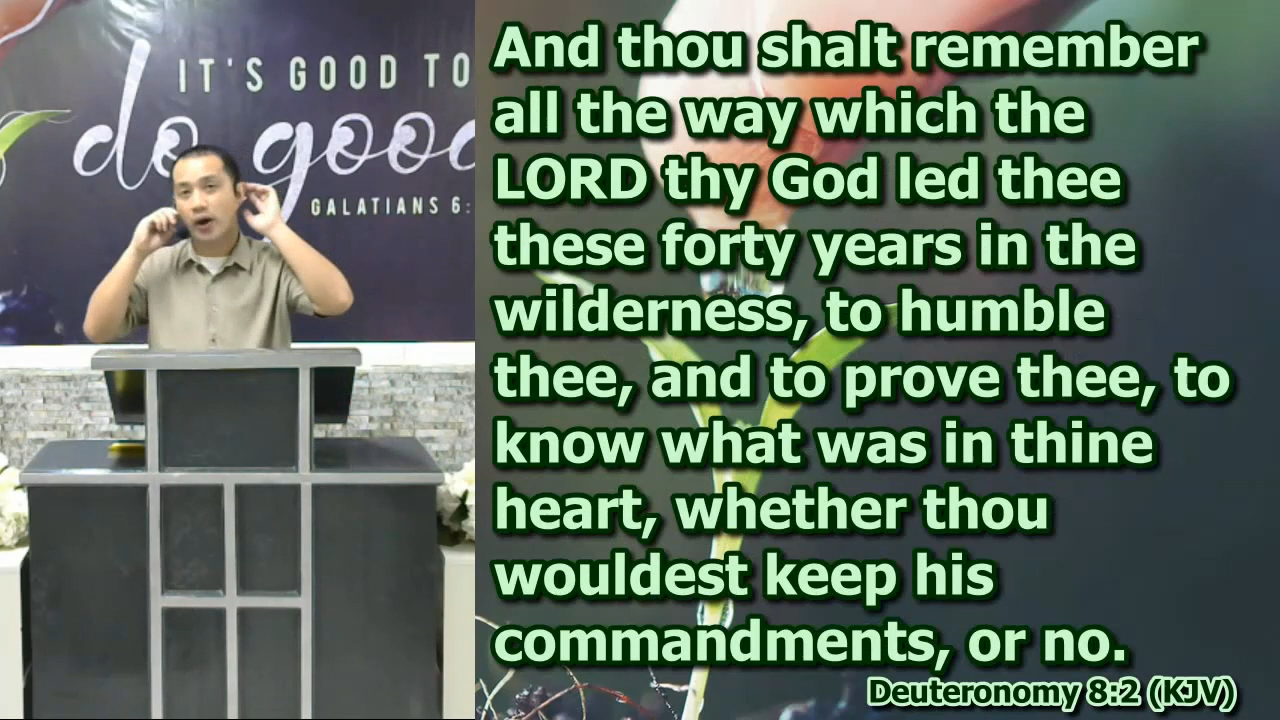 IT'S GOOD TO
do good
GALATIANS 6:
And thou shalt remember
all the way which the
LORD thy God led thee
these forty years in the
wilderness, to humble
thee, and to prove thee, to
know what was in thine
heart, whether thou
wouldest keep his
commandments, or no.
Deuteronomy 8:2 (KJV)